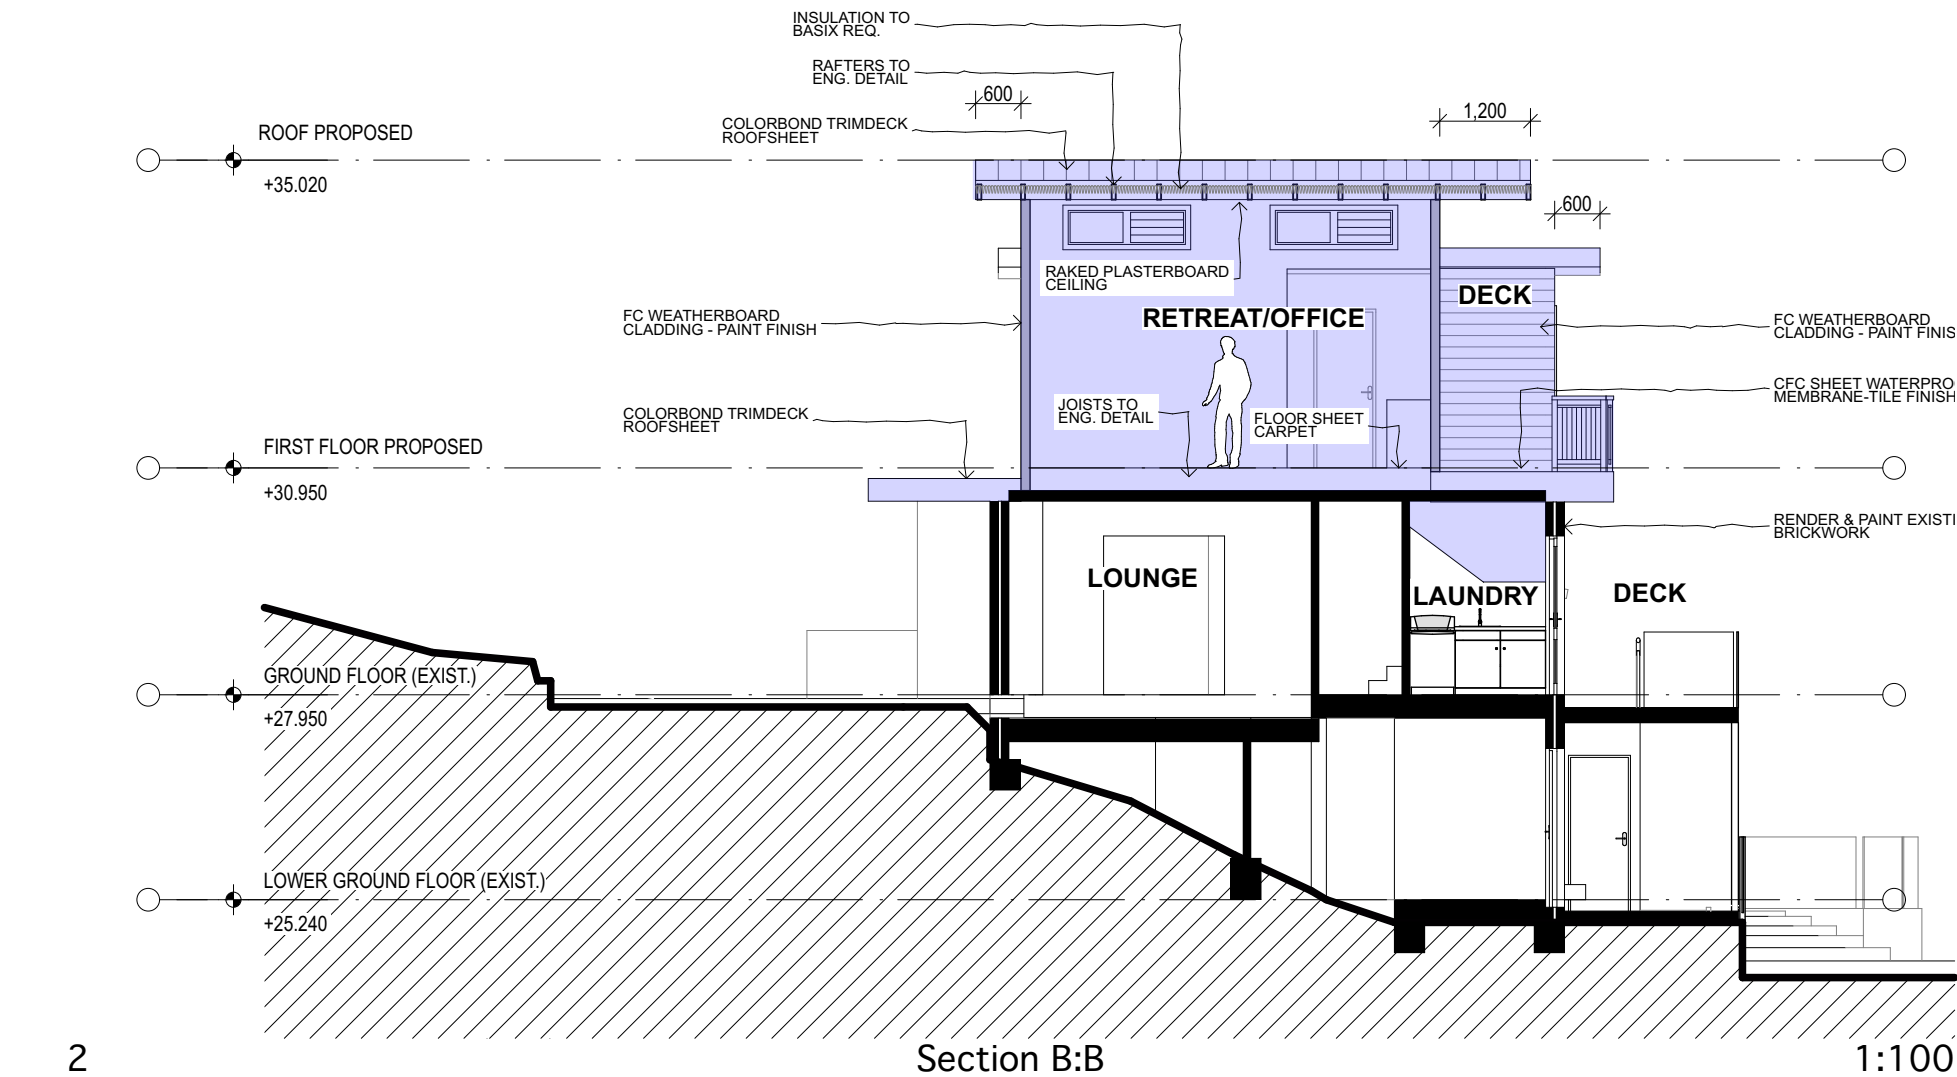 INSULATION TO
BASIX REQ.
RAFTERS TO
ENG. DETAIL
600
1,200
COLORBOND TRIMDECK
ROOFSHEET
ROOF PROPOSED
+35.020
600
RAKED PLASTERBOARD
CEILING
DECK
RETREAT/OFFICE
FC WEATHERBOARD
CLADDING - PAINT FINISH
FC WEATHERBOARD
CLADDING - PAINT FINIS
CFC SHEET WATERPRO
MEMBRANE-TILE FINISH
JOISTS TO
ENG. DETAIL
FLOOR SHEET
CARPET
COLORBOND TRIMDECK
ROOFSHEET
FIRST FLOOR PROPOSED
+30.950
RENDER & PAINT EXISTI
BRICKWORK
LOUNGE
LAUNDRY
DECK
GROUND FLOOR (EXIST.)
+27.950
LOWER GROUND FLOOR (EXIST.)
+25.240
2
Section B:B
1:100